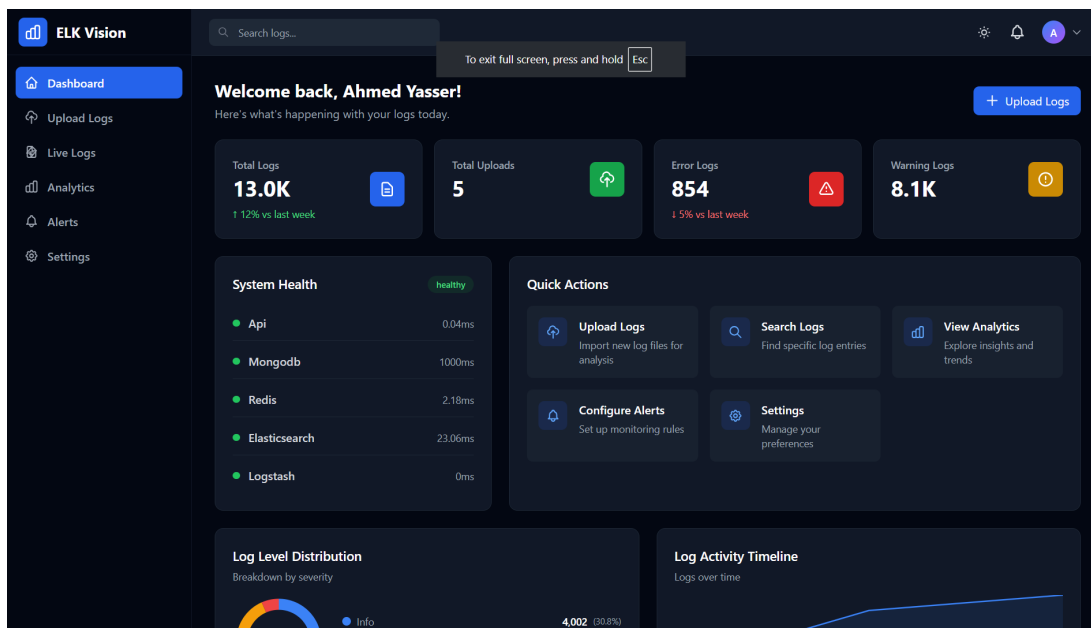 ELK Vision
Search logs...
A
To exit full screen, press and hold Esc
Dashboard
Upload Logs
Live Logs
Analytics
Alerts
Settings
Welcome back, Ahmed Yasser!
Here's what's happening with your logs today.
+ Upload Logs
Total Logs
13.0K
↑ 12% vs last week
Total Uploads
5
Error Logs
854
↓ 5% vs last week
Warning Logs
8.1K
System Health
healthy
Api 0.04ms
Mongodb 1000ms
Redis 2.18ms
Elasticsearch 23.06ms
Logstash 0ms
Quick Actions
Upload Logs
Import new log files for
analysis
Search Logs
Find specific log entries
View Analytics
Explore insights and
trends
Configure Alerts
Set up monitoring rules
Settings
Manage your
preferences
Log Level Distribution
Breakdown by severity
Info 4,002 (30.8%)
Log Activity Timeline
Logs over time